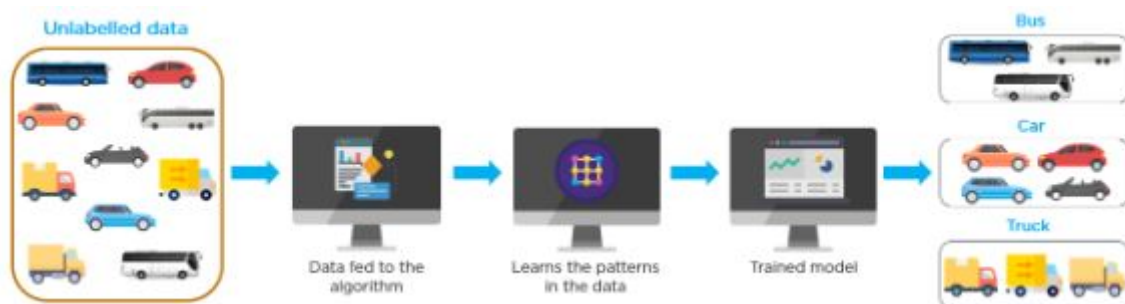 Unlabelled data
Data fed to the
algorithm
Learns the patterns
in the data
Trained model
Bus
Car
Truck